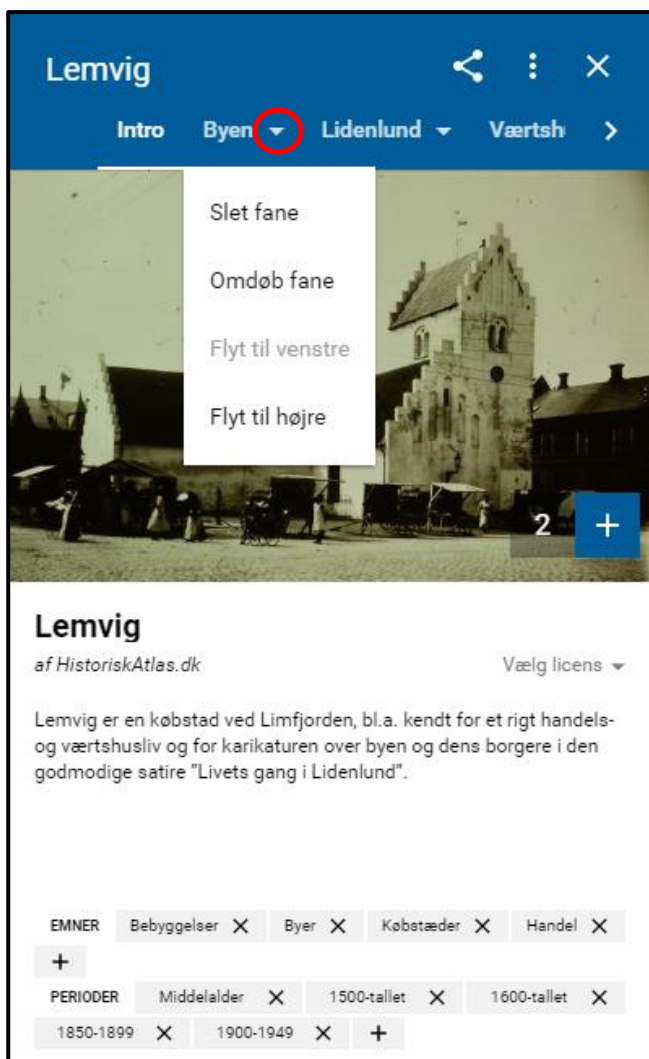 Lemvig
Intro Byen Lidenlund
Slet fane
Omdøb fane
Flyt til venstre
Flyt til højre
2 +
Lemvig
af HistoriskAtlas.dk Vælg licens
Lemvig er en købstad ved Limfjorden, bl.a. kendt for et rigt handels-
og værtshusliv og for karikaturen over byen og dens borgere i den
godmodige satire ”Livets gang i Lidenlund”.
EMNER Bebyggelser X Byer X Købstæder X Handel X
+
PERIODER Middelalder X 1500-tallet X 1600-tallet X
1850-1899 X 1900-1949 X +